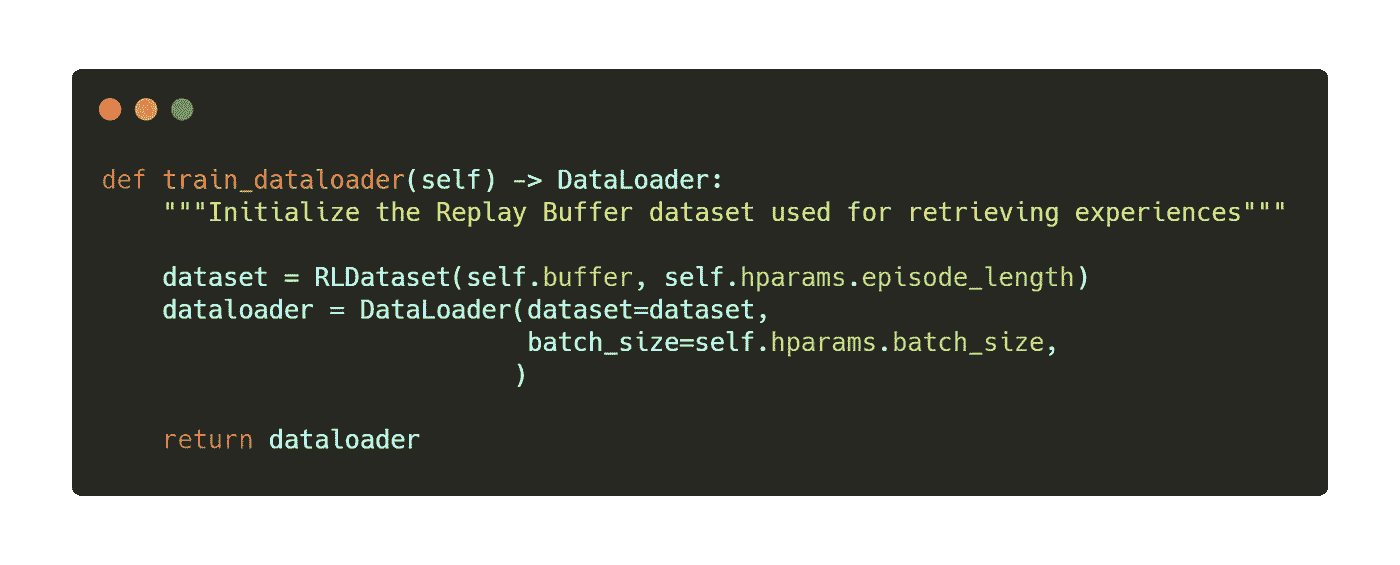 def train_dataloader(self) -> DataLoader:
    """Initialize the Replay Buffer dataset used for retrieving experiences"""
    dataset = RLDataset(self.buffer, self.hparams.episode_length)
    dataloader = DataLoader(dataset=dataset,
                            batch_size=self.hparams.batch_size,
                           )
    return dataloader